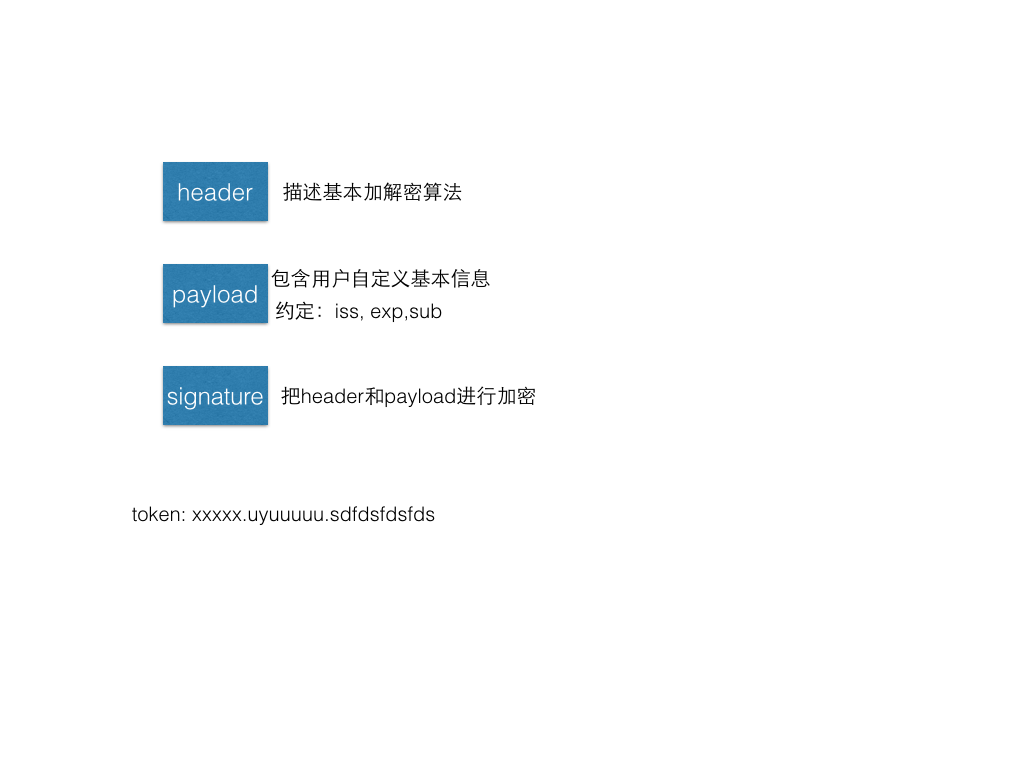 header
描述基本加解密算法
payload
包含用户自定义基本信息
约定：iss, exp,sub
signature
把header和payload进行加密
token: xxxxx.uyuuuuu.sdfdsfdsfds